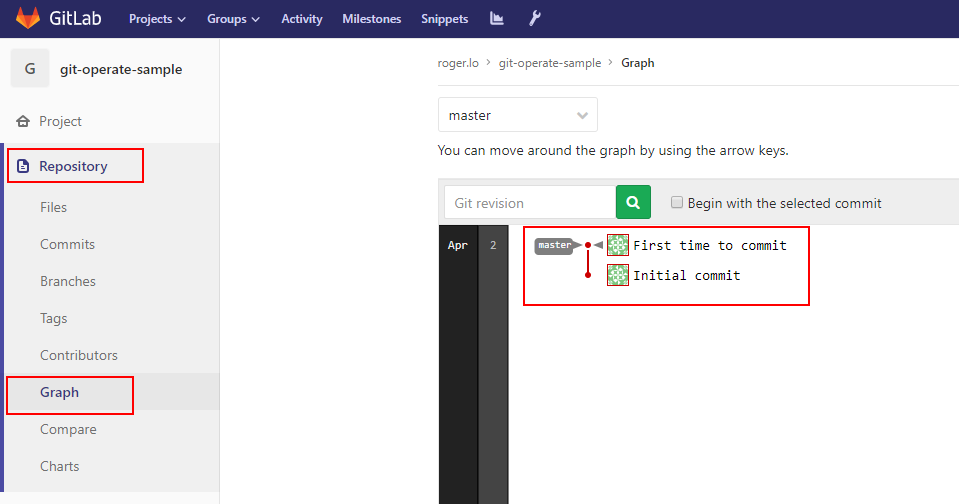 GitLab Projects Groups Activity Milestones Snippets
G git-operate-sample
Project
Repository
Files
Commits
Branches
Tags
Contributors
Graph
Compare
Charts
roger.lo > git-operate-sample > Graph
master
You can move around the graph by using the arrow keys.
Git revision Begin with the selected commit
Apr 2 master First time to commit
Initial commit